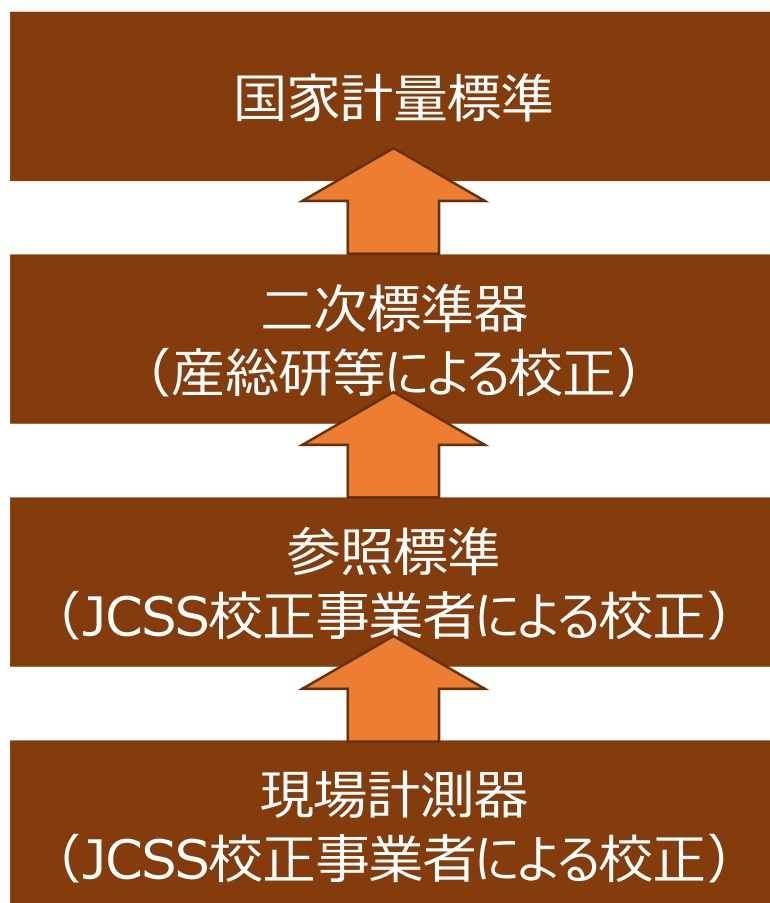 国家計量標準
二次標準器
（産総研等による校正）
参照標準
（JCSS校正事業者による校正）
現場計測器
（JCSS校正事業者による校正）